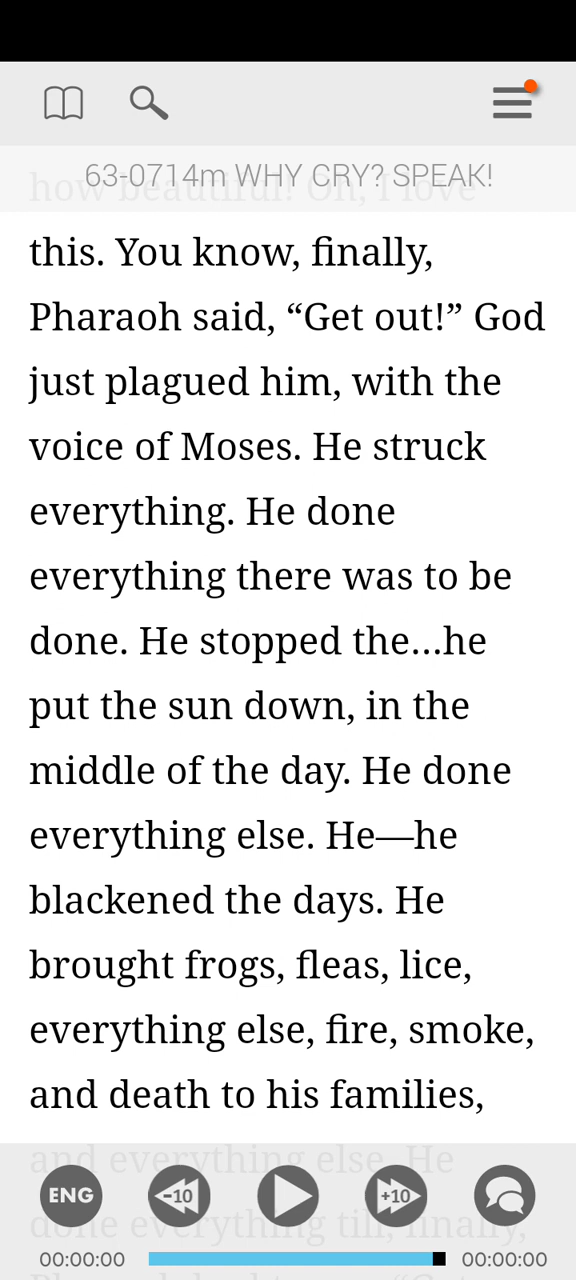 63-0714m WHY CRY? SPEAK!
how beautiful! Oh, I love
this. You know, finally,
Pharaoh said, “Get out!” God
just plagued him, with the
voice of Moses. He struck
everything. He done
everything there was to be
done. He stopped the…he
put the sun down, in the
middle of the day. He done
everything else. He—he
blackened the days. He
brought frogs, fleas, lice,
everything else, fire, smoke,
and death to his families,
and everything else. He
done everything till, finally,
ENG
-10
+10
00:00:00
00:00:00